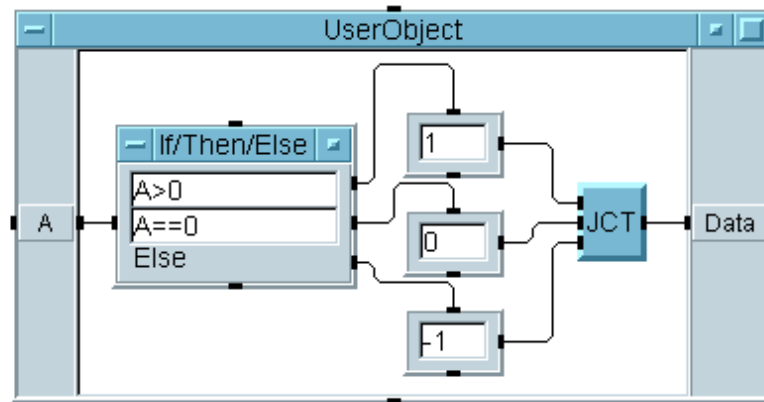 UserObject
If/Then/Else
A>0
A==0
Else
A
1
0
-1
JCT
Data